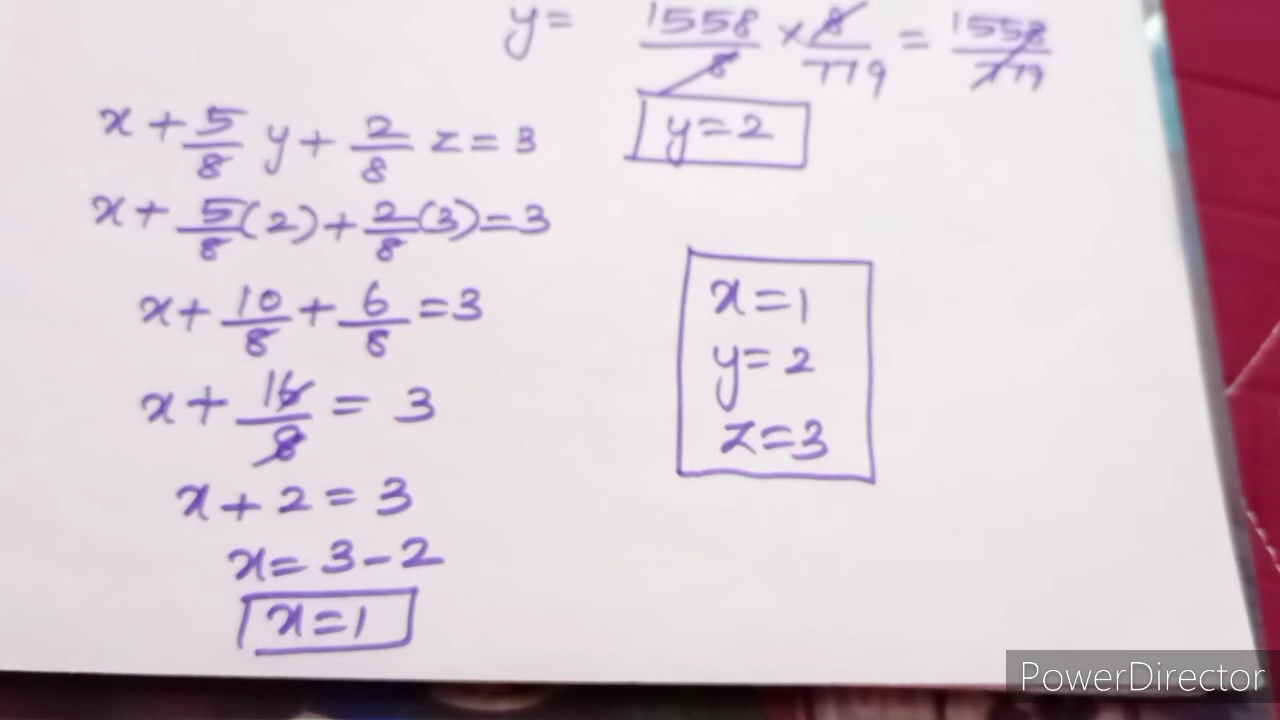 y= 1558/8 × 8/779 = 1558/779
y=2
x + 5/8 y + 2/8 z = 3
x + 5/8 (2) + 2/8 (3) = 3
x + 10/8 + 6/8 = 3
x + 16/8 = 3
x + 2 = 3
x = 3 - 2
x = 1
x = 1
y = 2
z = 3
PowerDirector